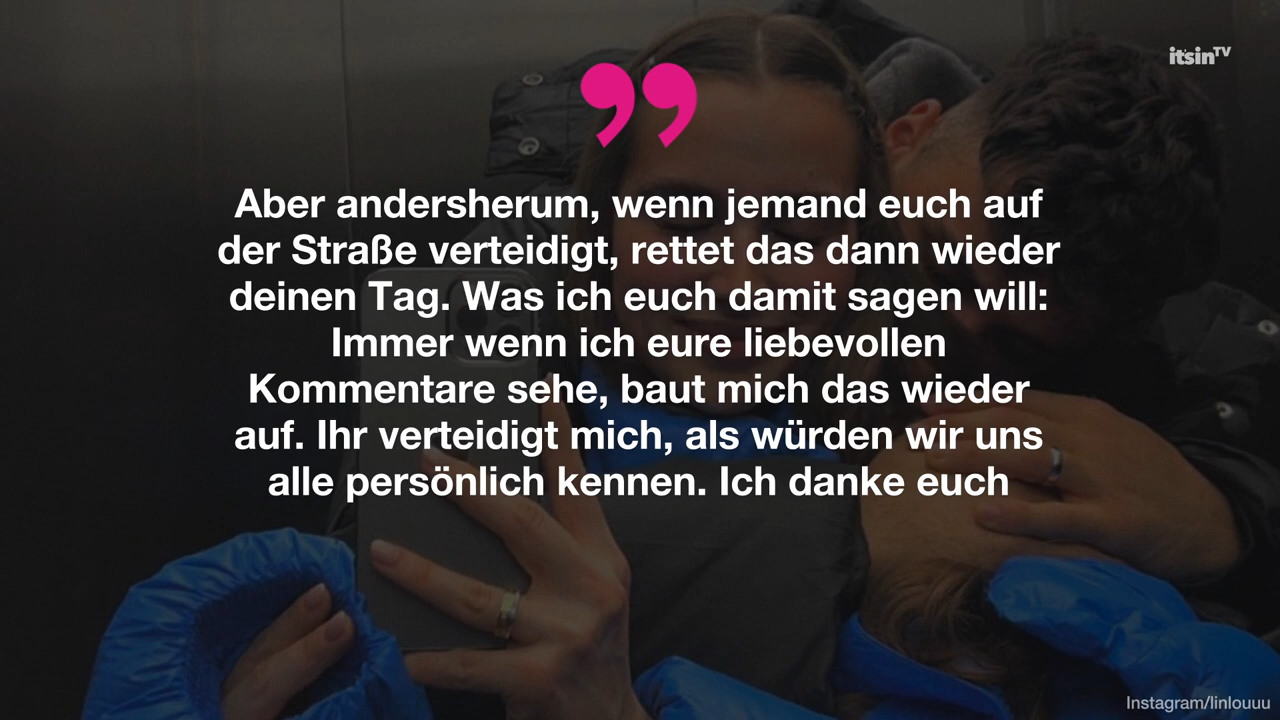 itsinTV
Aber andersherum, wenn jemand euch auf
der Straße verteidigt, rettet das dann wieder
deinen Tag. Was ich euch damit sagen will:
Immer wenn ich eure liebevollen
Kommentare sehe, baut mich das wieder
auf. Ihr verteidigt mich, als würden wir uns
alle persönlich kennen. Ich danke euch
Instagram/linlouuu